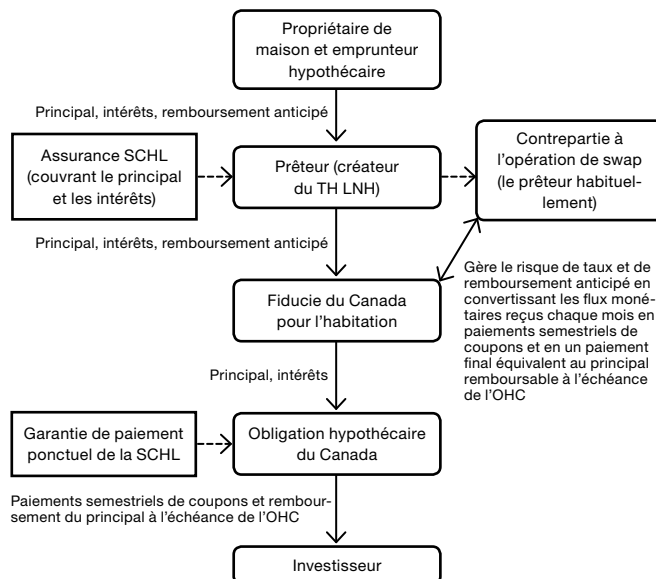 Propriétaire de
maison et emprunteur
hypothécaire
Principal, intérêts, remboursement anticipé
Assurance SCHL
(couvrant le principal
et les intérêts)
Prêteur (créateur
du TH LNH)
Contrepartie à
l'opération de swap
(le prêteur habituel-
lement)
Principal, intérêts, remboursement anticipé
Gère le risque de taux et de
remboursement anticipé en
convertissant les flux moné-
taires reçus chaque mois en
paiements semestriels de
coupons et en un paiement
final équivalent au principal
remboursable à l'échéance
de l'OHC
Fiducie du Canada
pour l'habitation
Principal, intérêts
Garantie de paiement
ponctuel de la SCHL
Obligation hypothécaire
du Canada
Paiements semestriels de coupons et rembour-
sement du principal à l'échéance de l'OHC
Investisseur